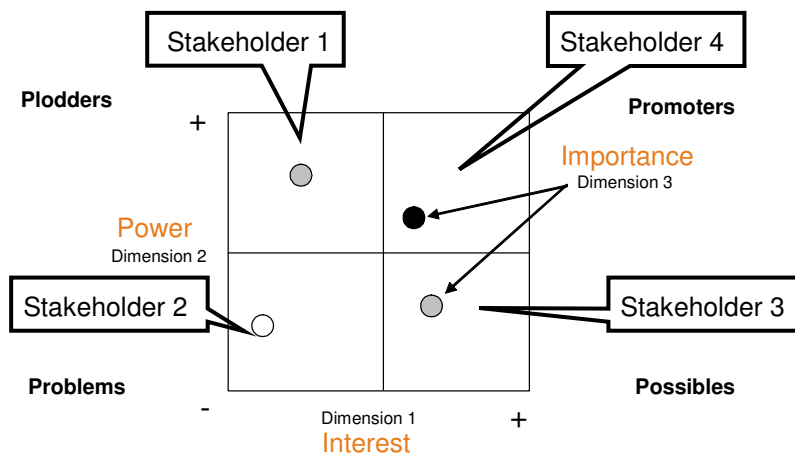 Stakeholder 1
Stakeholder 4
Plodders
Promoters
+
Importance
Dimension 3
Power
Dimension 2
Stakeholder 2
Stakeholder 3
Problems
Possibles
-
Dimension 1
+
Interest